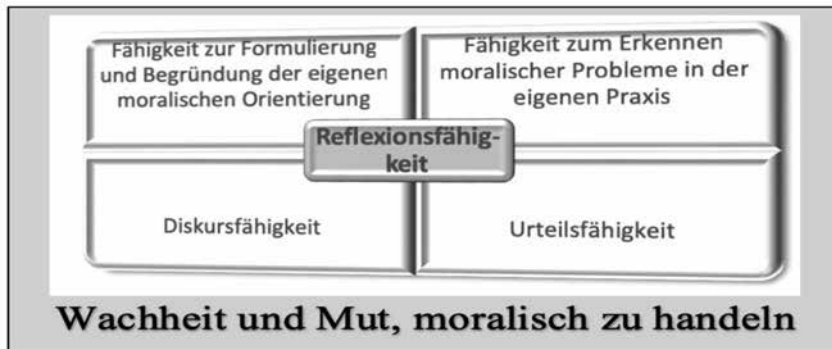 Fähigkeit zur Formulierung
und Begründung der eigenen
moralischen Orientierung
Fähigkeit zum Erkennen
moralischer Probleme in der
eigenen Praxis
Reflexionsfähig-
keit
Diskursfähigkeit
Urteilsfähigkeit
Wachheit und Mut, moralisch zu handeln